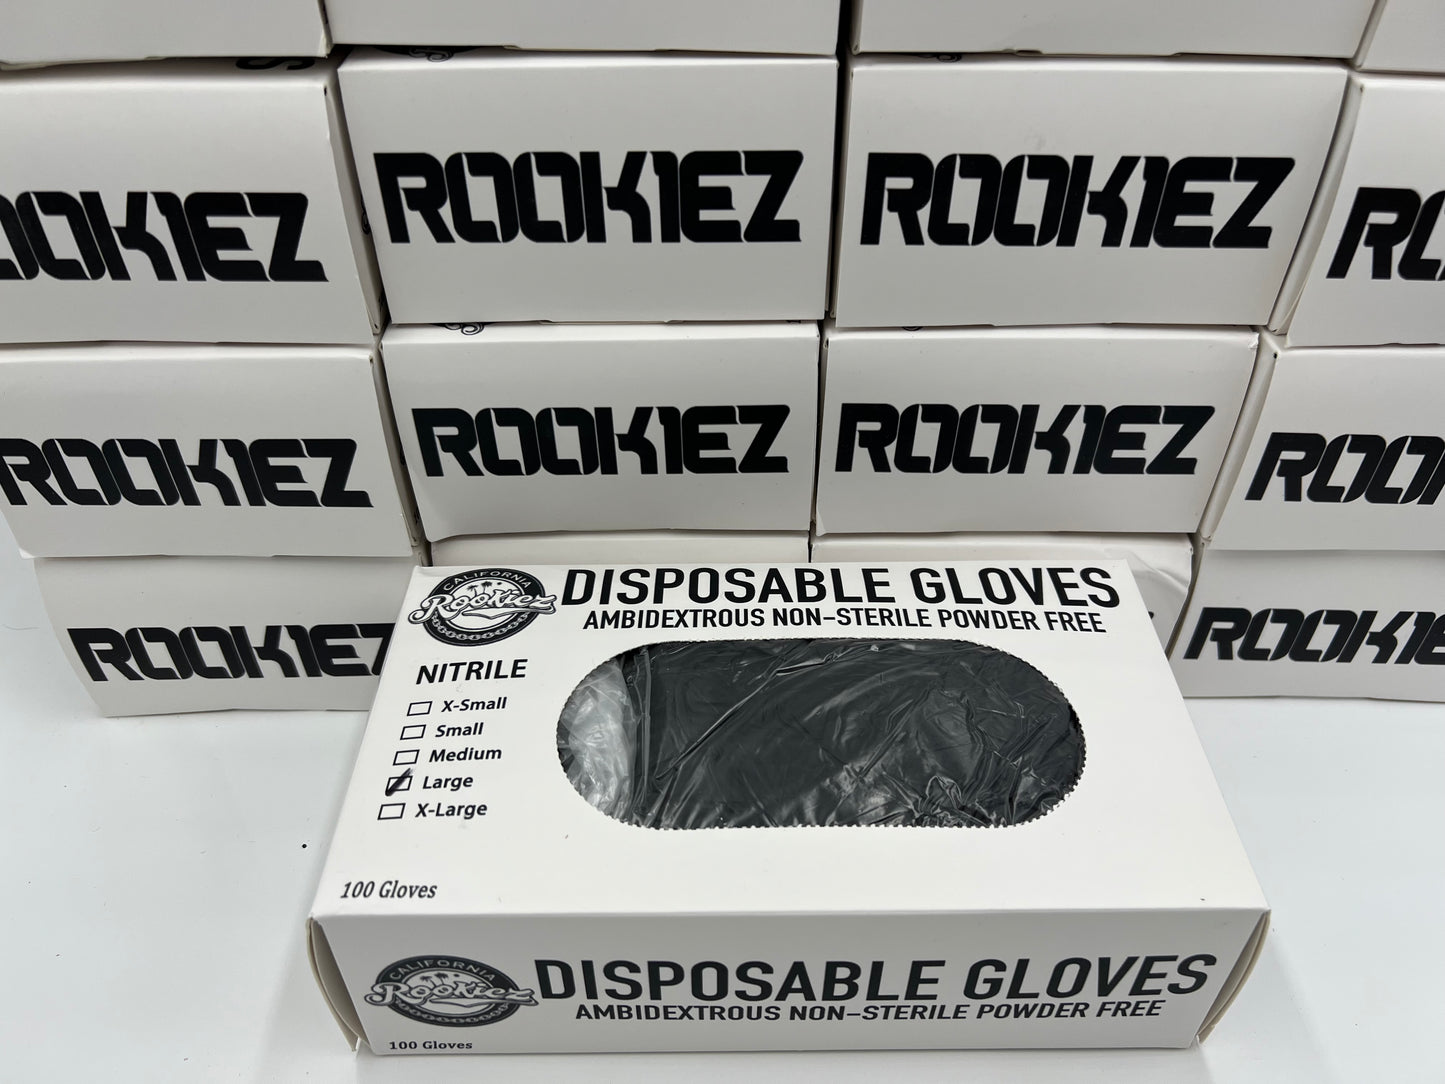 ROOKIEZ
ROOKIEZ
ROOKIEZ
ROOKIEZ
ROOKIEZ
ROOKIEZ
ROOKIEZ
CALIFORNIA
Rookiez
DISPOSABLE GLOVES
AMBIDEXTROUS NON-STERILE POWDER FREE
NITRILE
X-Small
Small
Medium
Large
X-Large
100 Gloves
CALIFORNIA
Rookiez
DISPOSABLE GLOVES
AMBIDEXTROUS NON-STERILE POWDER FREE
100 Gloves